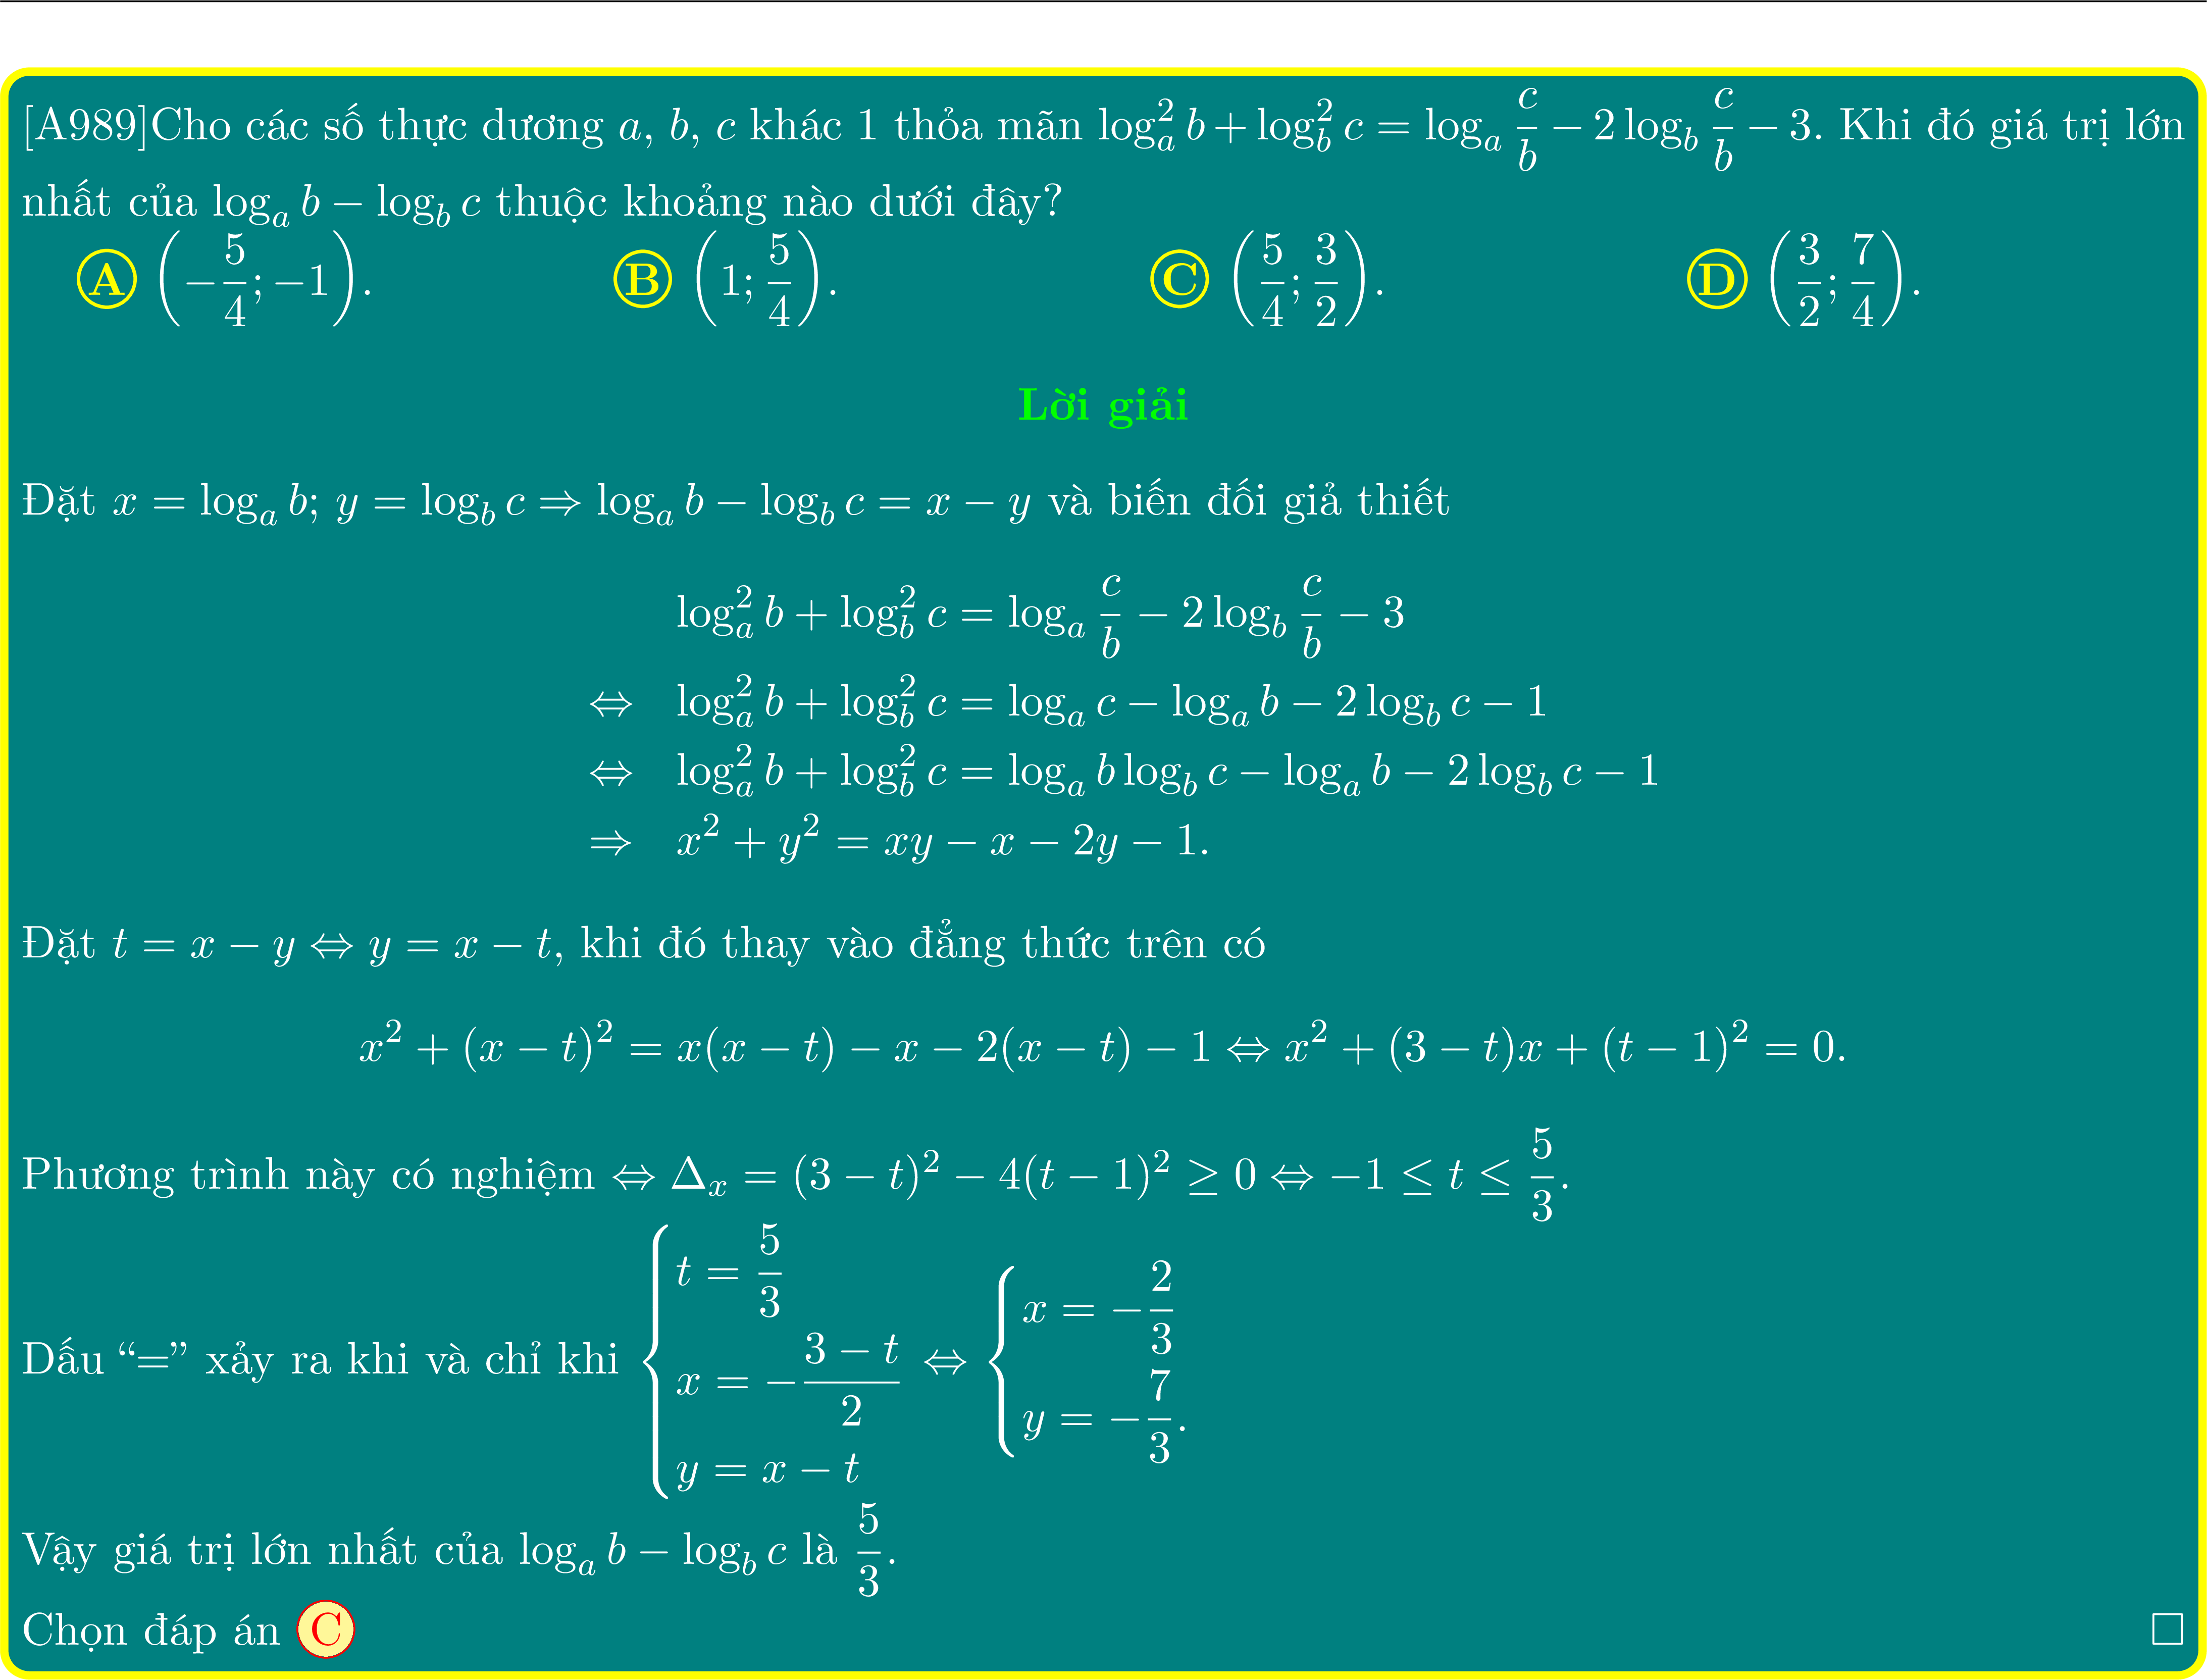 [A989]Cho các số thực dương a, b, c khác 1 thỏa mãn $\log_a^2 b + \log_b^2 c = \log_a \frac{c}{b} - 2\log_b \frac{c}{b} - 3$. Khi đó giá trị lớn
nhất của $\log_a b - \log_b c$ thuộc khoảng nào dưới đây?
Ⓐ $\left(-\frac{5}{4}; -1\right)$. Ⓑ $\left(1; \frac{5}{4}\right)$. Ⓒ $\left(\frac{5}{4}; \frac{3}{2}\right)$. Ⓓ $\left(\frac{3}{2}; \frac{7}{4}\right)$.
Lời giải
Đặt $x = \log_a b; y = \log_b c \Rightarrow \log_a b - \log_b c = x - y$ và biến đối giả thiết
$\log_a^2 b + \log_b^2 c = \log_a \frac{c}{b} - 2\log_b \frac{c}{b} - 3$
$\Leftrightarrow \log_a^2 b + \log_b^2 c = \log_a c - \log_a b - 2\log_b c - 1$
$\Leftrightarrow \log_a^2 b + \log_b^2 c = \log_a b \log_b c - \log_a b - 2\log_b c - 1$
$\Rightarrow x^2 + y^2 = xy - x - 2y - 1.$
Đặt $t = x - y \Leftrightarrow y = x - t$, khi đó thay vào đẳng thức trên có
$x^2 + (x - t)^2 = x(x - t) - x - 2(x - t) - 1 \Leftrightarrow x^2 + (3 - t)x + (t - 1)^2 = 0.$
Phương trình này có nghiệm $\Leftrightarrow \Delta_x = (3 - t)^2 - 4(t - 1)^2 \geq 0 \Leftrightarrow -1 \leq t \leq \frac{5}{3}.$
Dấu “=” xảy ra khi và chỉ khi $\begin{cases} t = \frac{5}{3} \\ x = -\frac{3 - t}{2} \\ y = x - t \end{cases} \Leftrightarrow \begin{cases} x = -\frac{2}{3} \\ y = -\frac{7}{3}. \end{cases}$
Vậy giá trị lớn nhất của $\log_a b - \log_b c$ là $\frac{5}{3}$.
Chọn đáp án Ⓒ □